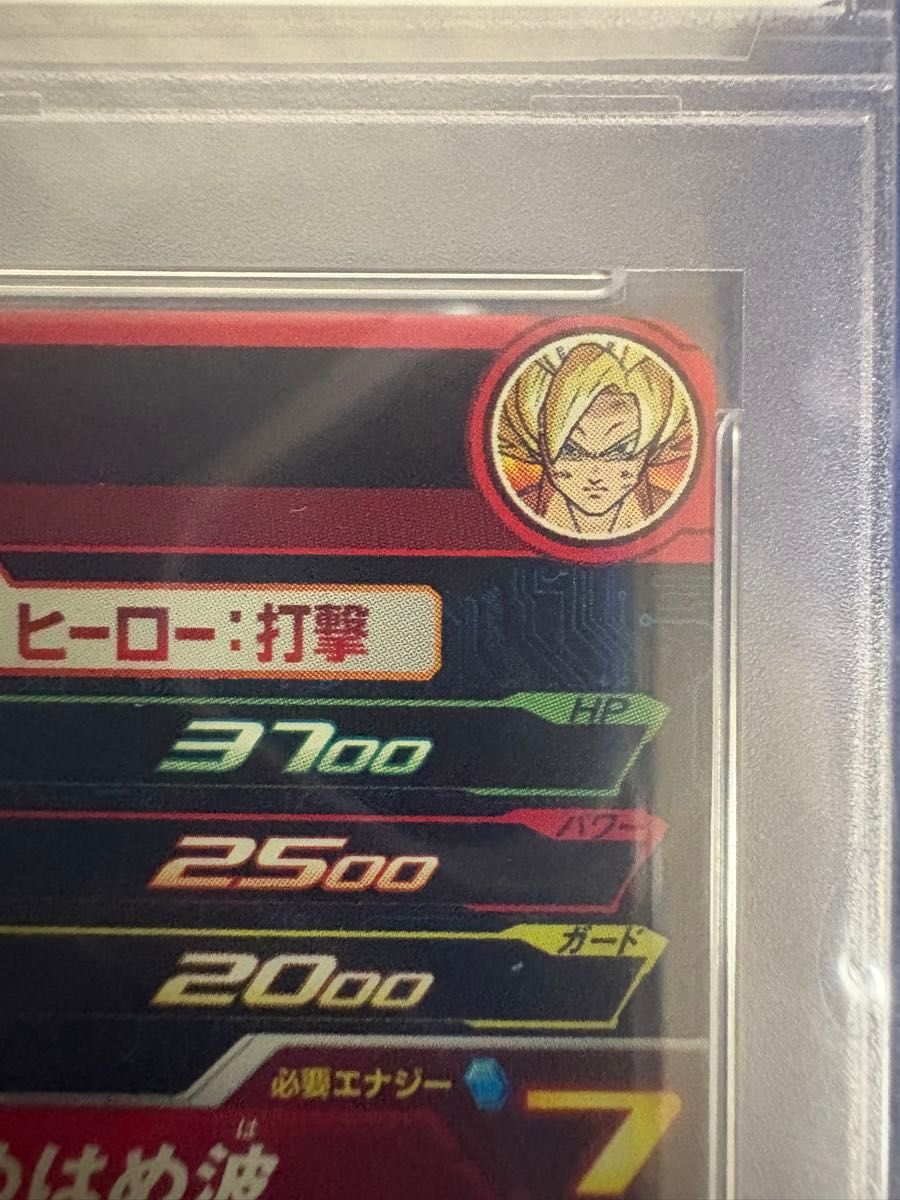 ヒーロー:打撃
HP
3700
パワー
2500
ガード
2000
必要エナジー 7
は
はめ波